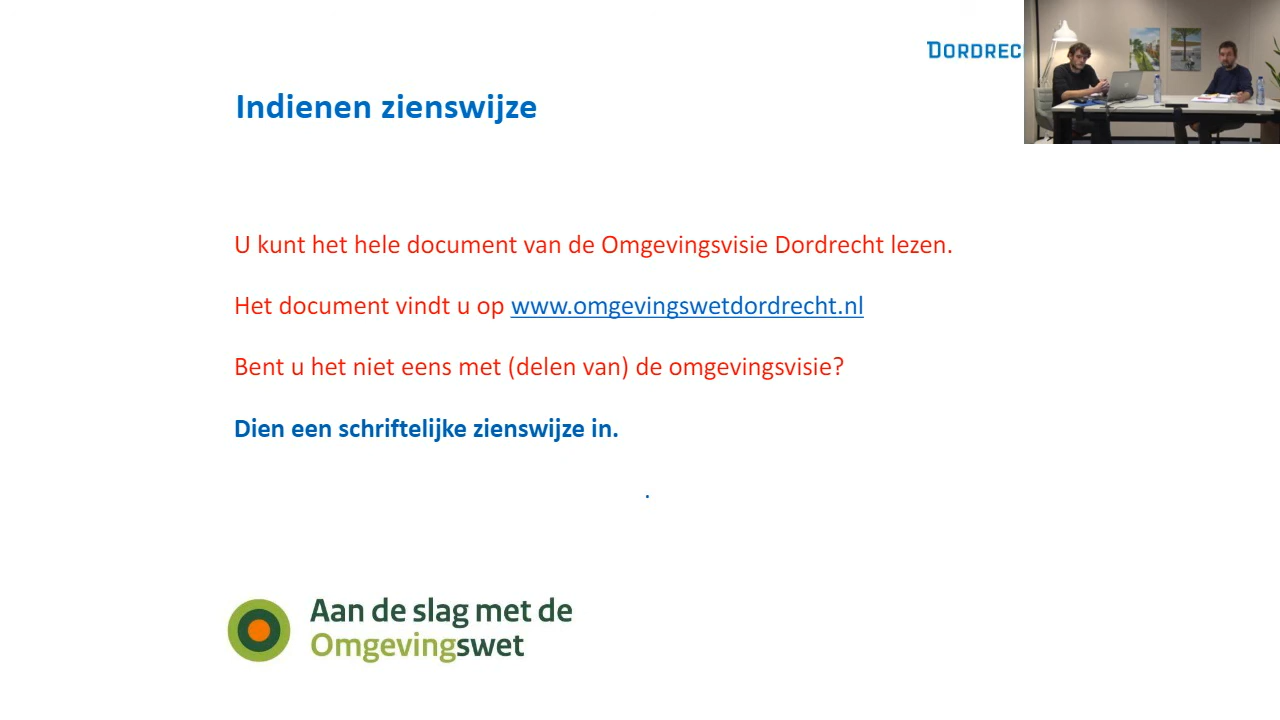 DORDREC
Indienen zienswijze
U kunt het hele document van de Omgevingsvisie Dordrecht lezen.
Het document vindt u op www.omgevingswetdordrecht.nl
Bent u het niet eens met (delen van) de omgevingsvisie?
Dien een schriftelijke zienswijze in.
.
Aan de slag met de
Omgevingswet